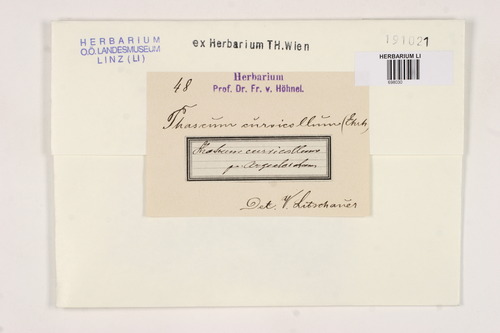 HERBARIUM
O.Ö. LANDESMUSEUM
LINZ (LI)
ex Herbarium TH. Wien
191021
HERBARIUM LI
48
Herbarium
Prof. Dr. Fr. v. Höhnel.
Phascum curvicollum (Ehrh.)
curvicollum
Det. V. Litschauer